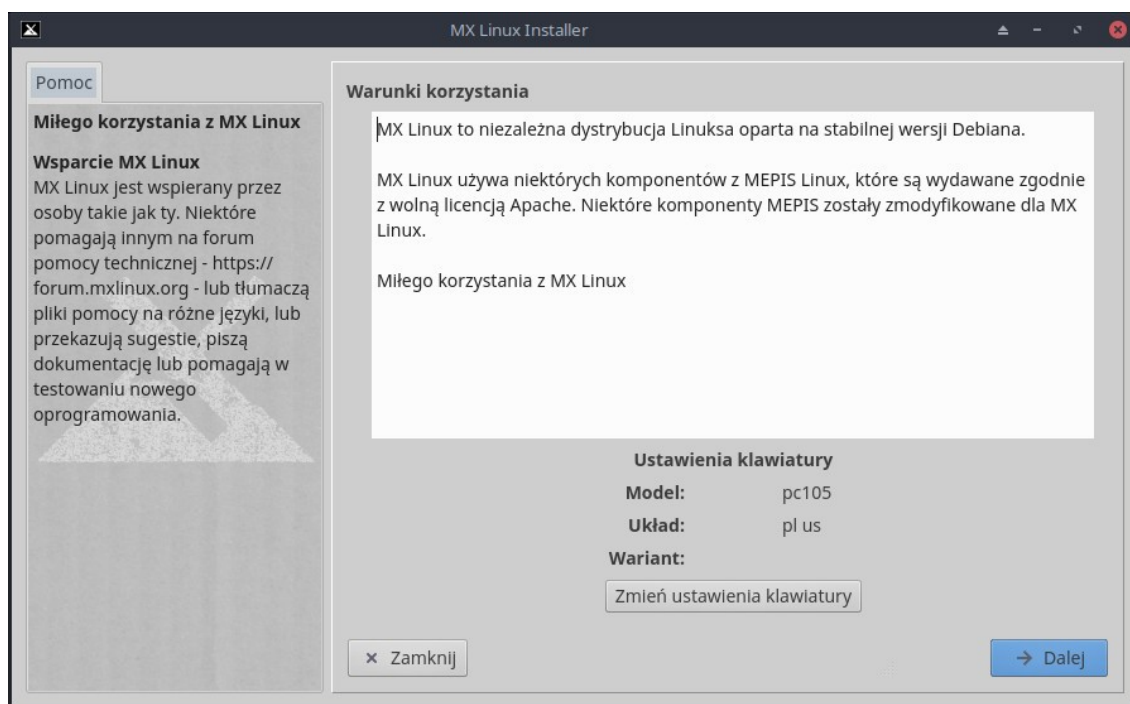 MX Linux Installer
Pomoc
Miłego korzystania z MX Linux
Wsparcie MX Linux
MX Linux jest wspierany przez
osoby takie jak ty. Niektóre
pomagają innym na forum
pomocy technicznej - https://
forum.mxlinux.org - lub tłumaczą
pliki pomocy na różne języki, lub
przekazują sugestie, piszą
dokumentację lub pomagają w
testowaniu nowego
oprogramowania.
Warunki korzystania
MX Linux to niezależna dystrybucja Linuksa oparta na stabilnej wersji Debiana.
MX Linux używa niektórych komponentów z MEPIS Linux, które są wydawane zgodnie
z wolną licencją Apache. Niektóre komponenty MEPIS zostały zmodyfikowane dla MX
Linux.
Miłego korzystania z MX Linux
Ustawienia klawiatury
Model: pc105
Układ: pl us
Wariant:
Zmień ustawienia klawiatury
Zamknij
Dalej